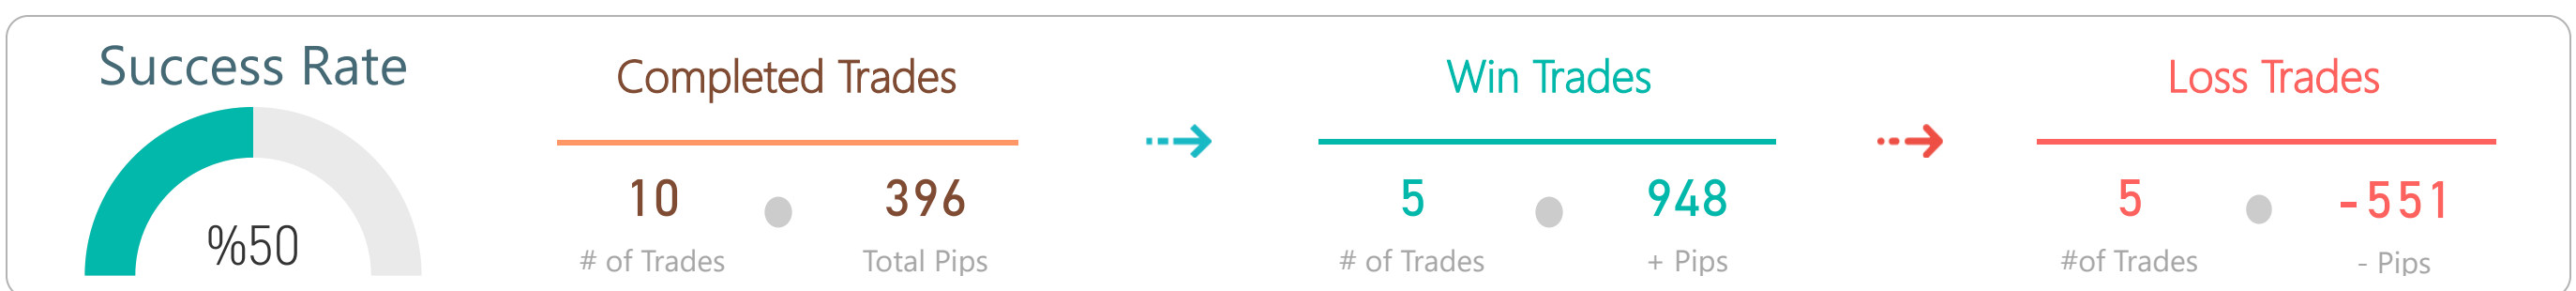 Success Rate
%50
Completed Trades
10 396
# of Trades Total Pips
Win Trades
5 948
# of Trades + Pips
Loss Trades
5 -551
#of Trades - Pips